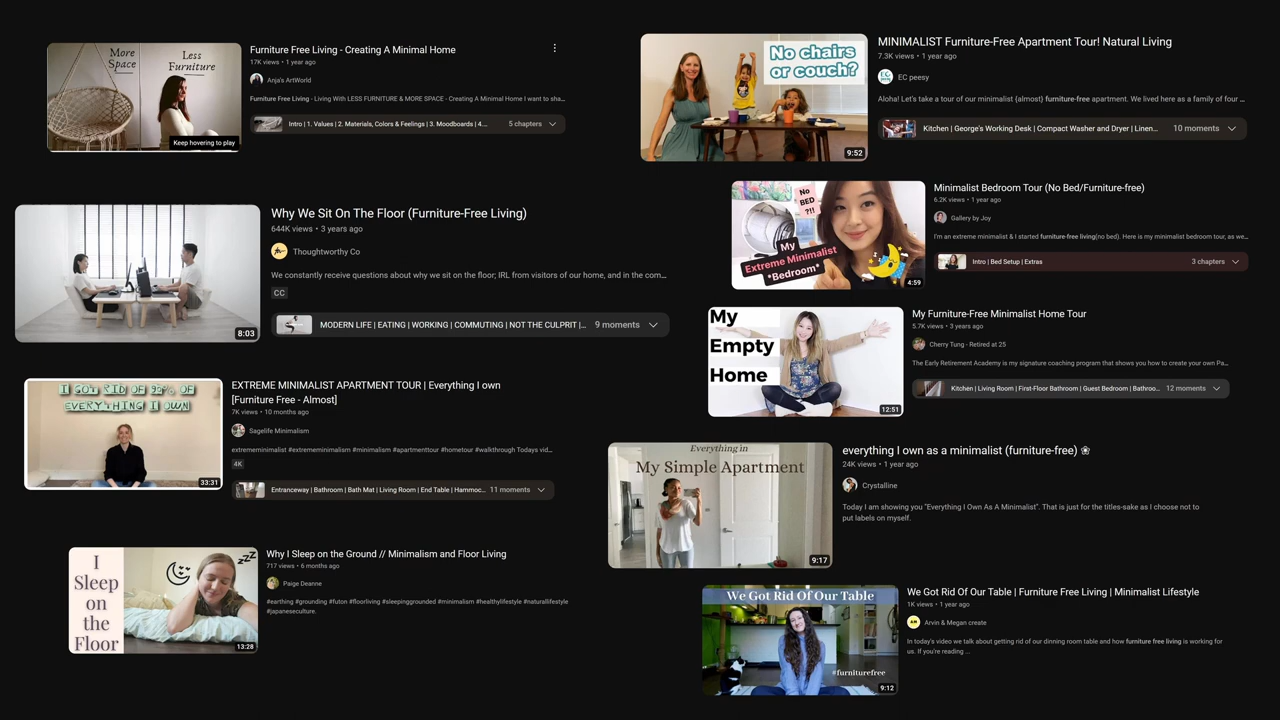 More
Space
Less
Furniture
Keep hovering to play
Furniture Free Living - Creating A Minimal Home
17K views • 1 year ago
Anja's ArtWorld
Furniture Free Living - Living With LESS FURNITURE & MORE SPACE - Creating A Minimal Home I want to sha...
Intro | 1. Values | 2. Materials, Colors & Feelings | 3. Moodboards | 4....
5 chapters
8:03
Why We Sit On The Floor (Furniture-Free Living)
644K views • 3 years ago
Thoughtworthy Co
We constantly receive questions about why we sit on the floor; IRL from visitors of our home, and in the com...
CC
MODERN LIFE | EATING | WORKING | COMMUTING | NOT THE CULPRIT |...
9 moments
I GOT RID OF 95% OF
EVERYTHING I OWN
33:31
EXTREME MINIMALIST APARTMENT TOUR | Everything I own
[Furniture Free - Almost]
7K views • 10 months ago
Sagelife Minimalism
extrememinimalist #extrememinimalism #minimalism #apartmenttour #hometour #walkthrough Todays vid...
4K
Entranceway | Bathroom | Bath Mat | Living Room | End Table | Hammoc...
11 moments
I
Sleep
on
the
Floor
zzZ
13:28
Why I Sleep on the Ground // Minimalism and Floor Living
717 views • 6 months ago
Paige Deanne
#earthing #grounding #futon #floorliving #sleepinggrounded #minimalism #healthylifestyle #naturallifestyle
#japaneseculture.
No chairs
or couch?
9:52
MINIMALIST Furniture-Free Apartment Tour! Natural Living
7.3K views • 1 year ago
EC peesy
Aloha! Let's take a tour of our minimalist {almost} furniture-free apartment. We lived here as a family of four ...
Kitchen | George's Working Desk | Compact Washer and Dryer | Linen...
10 moments
No
BED
?!!
My
Extreme Minimalist
*Bedroom*
4:59
Minimalist Bedroom Tour (No Bed/Furniture-free)
6.2K views • 1 year ago
Gallery by Joy
I'm an extreme minimalist & I started furniture-free living(no bed). Here is my minimalist bedroom tour, as we...
Intro | Bed Setup | Extras
3 chapters
My
Empty
Home
12:51
My Furniture-Free Minimalist Home Tour
5.7K views • 3 years ago
Cherry Tung - Retired at 25
The Early Retirement Academy is my signature coaching program that shows you how to create your own Pa...
Kitchen | Living Room | First-Floor Bathroom | Guest Bedroom | Bathroo...
12 moments
Everything in
My Simple Apartment
9:17
everything I own as a minimalist (furniture-free) ❀
24K views • 1 year ago
Crystalline
Today I am showing you "Everything I Own As A Minimalist". That is just for the titles-sake as I choose not to
put labels on myself.
We Got Rid Of Our Table
#furniturefree
9:12
We Got Rid Of Our Table | Furniture Free Living | Minimalist Lifestyle
1K views • 1 year ago
AM
Arvin & Megan create
In today's video we talk about getting rid of our dinning room table and how furniture free living is working for
us. If you're reading ...